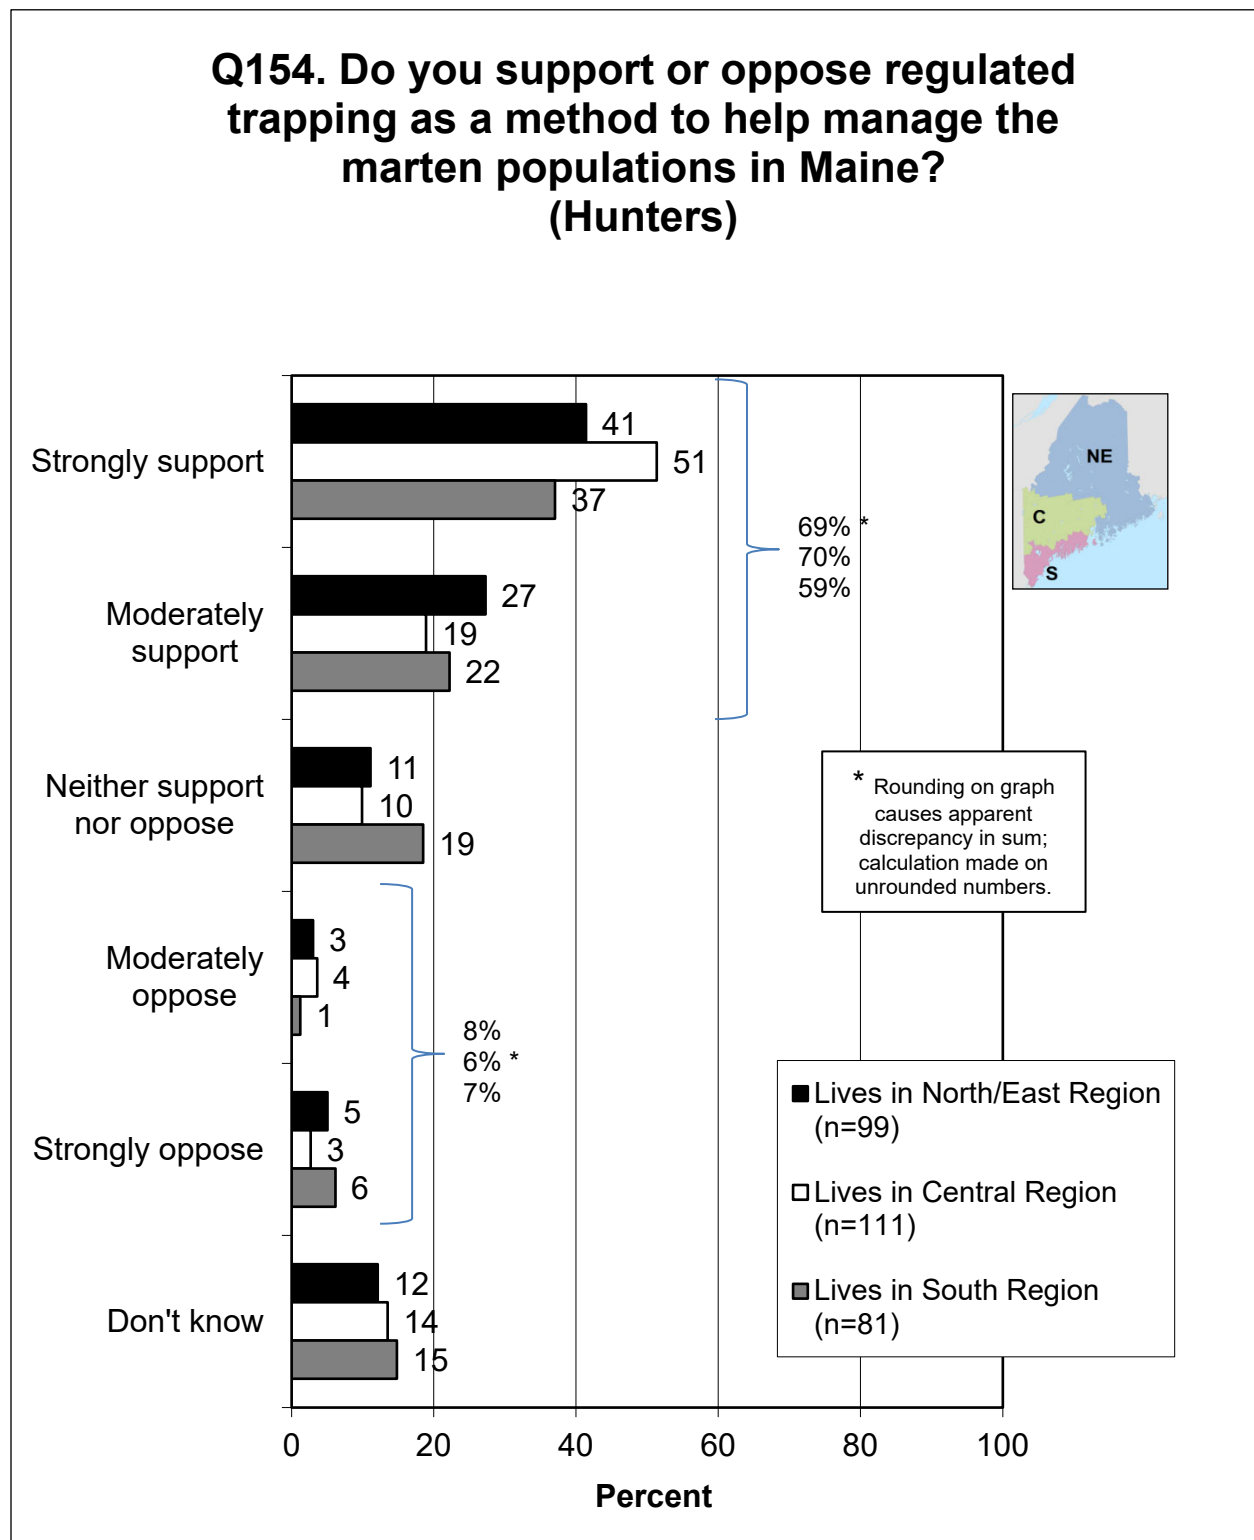 Q154. Do you support or oppose regulated
trapping as a method to help manage the
marten populations in Maine?
(Hunters)
Strongly support
41
51
37
Moderately
support
27
19
22
69% *
70%
59%
NE
C
S
Neither support
nor oppose
11
10
19
* Rounding on graph
causes apparent
discrepancy in sum;
calculation made on
unrounded numbers.
Moderately
oppose
3
4
1
8%
6% *
7%
Strongly oppose
5
3
6
Don't know
12
14
15
Lives in North/East Region
(n=99)
Lives in Central Region
(n=111)
Lives in South Region
(n=81)
0 20 40 60 80 100
Percent